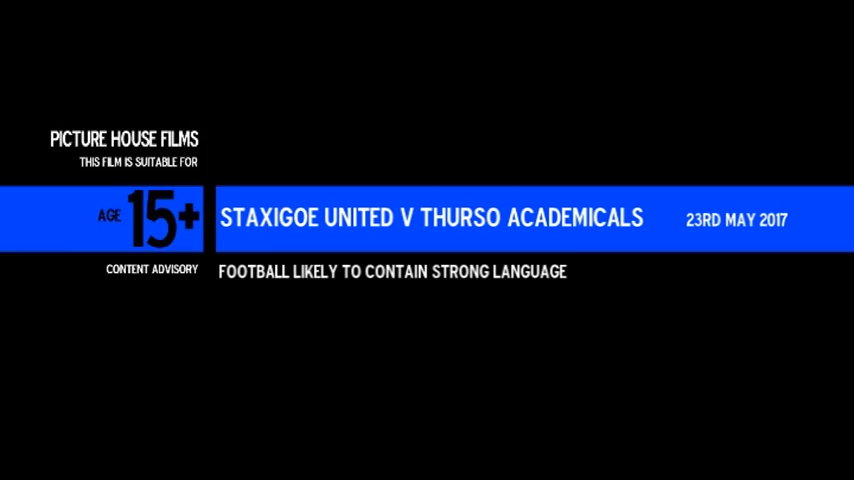 PICTURE HOUSE FILMS
THIS FILM IS SUITABLE FOR
AGE 15+
STAXIGOE UNITED V THURSO ACADEMICALS 23RD MAY 2017
CONTENT ADVISORY
FOOTBALL LIKELY TO CONTAIN STRONG LANGUAGE